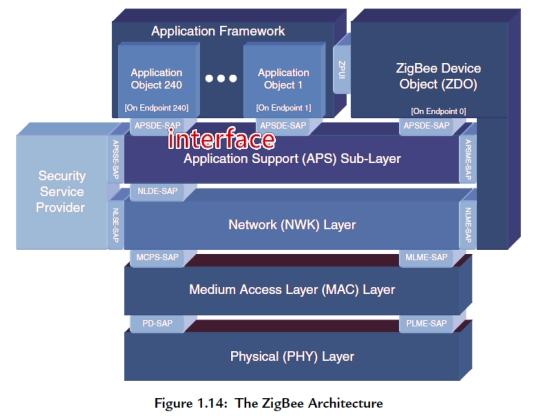 Application Framework
Application
Object 240
Application
Object 1
[On Endpoint 240]
[On Endpoint 1]
ZPUI
ZigBee Device
Object (ZDO)
[On Endpoint 0]
APSDE-SAP
APSDE-SAP
APSDE-SAP
interface
Application Support (APS) Sub-Layer
APSSE-SAP
APSME-SAP
Security
Service
Provider
NLDE-SAP
NLSE-SAP
Network (NWK) Layer
NLME-SAP
MCPS-SAP
MLME-SAP
Medium Access Layer (MAC) Layer
PD-SAP
PLME-SAP
Physical (PHY) Layer
Figure 1.14: The ZigBee Architecture